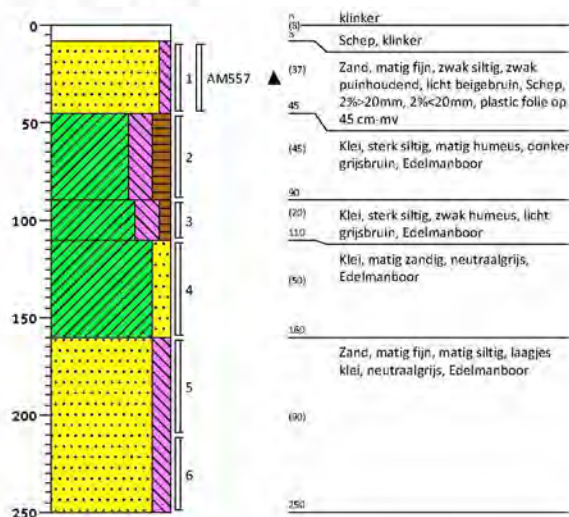 0
50
100
150
200
250
1
AM557
2
3
4
5
6
klinker
(8)
Schep, klinker
(37)
Zand, matig fijn, zwak siltig, zwak
puinhoudend, licht beigebruin, Schep,
2%>20mm, 2%<20mm, plastic folie op
45 cm-mv
45
(45)
Klei, sterk siltig, matig humeus, donker
grijsbruin, Edelmanboor
90
(20)
Klei, sterk siltig, zwak humeus, licht
grijsbruin, Edelmanboor
110
Klei, matig zandig, neutraalgrijs,
Edelmanboor
(50)
160
Zand, matig fijn, matig siltig, laagjes
klei, neutraalgrijs, Edelmanboor
(90)
250